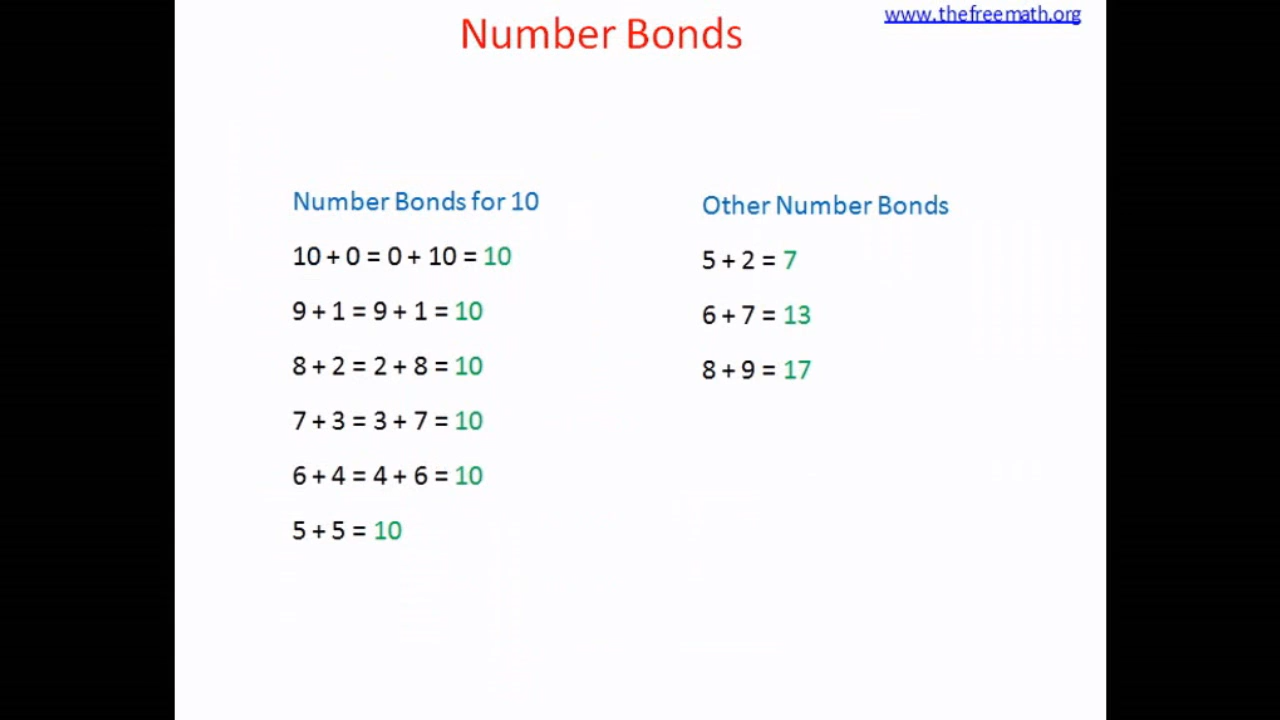 Number Bonds
www.thefreemath.org
Number Bonds for 10
10 + 0 = 0 + 10 = 10
9 + 1 = 9 + 1 = 10
8 + 2 = 2 + 8 = 10
7 + 3 = 3 + 7 = 10
6 + 4 = 4 + 6 = 10
5 + 5 = 10
Other Number Bonds
5 + 2 = 7
6 + 7 = 13
8 + 9 = 17